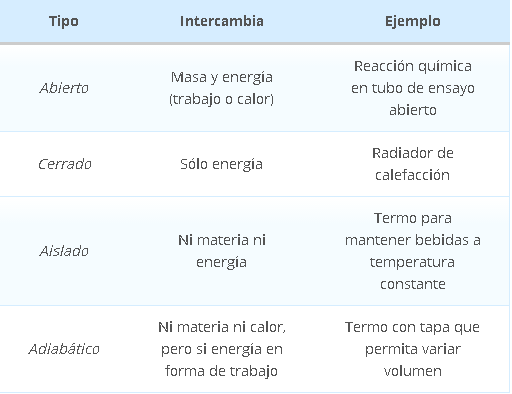 Tipo Intercambia Ejemplo
Abierto
Masa y energía
(trabajo o calor)
Reacción química
en tubo de ensayo
abierto
Cerrado
Sólo energía
Radiador de
calefacción
Aislado
Ni materia ni
energía
Termo para
mantener bebidas a
temperatura
constante
Adiabático
Ni materia ni calor,
pero si energía en
forma de trabajo
Termo con tapa que
permita variar
volumen